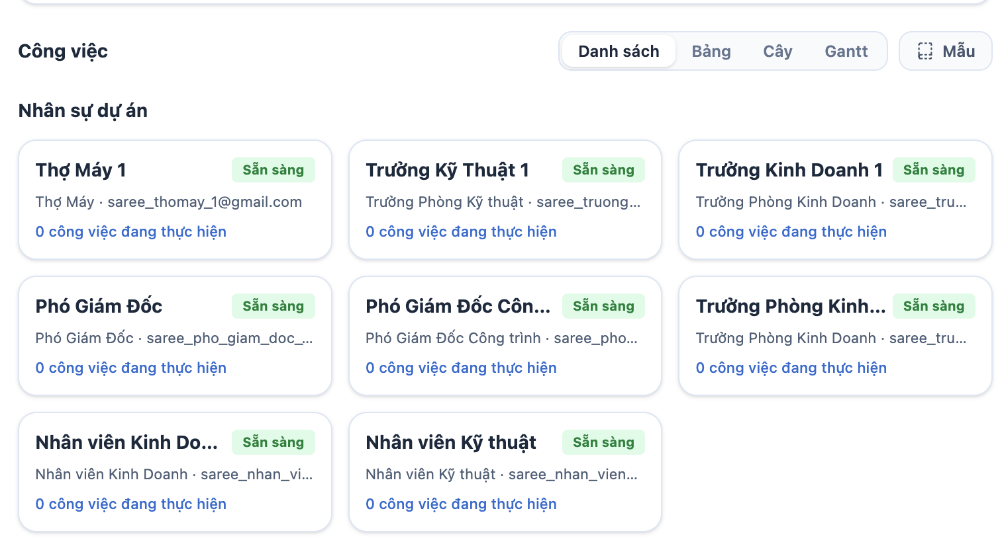 Công việc
Danh sách Bảng Cây Gantt Mẫu
Nhân sự dự án
Thợ Máy 1 Sẵn sàng
Thợ Máy · saree_thomay_1@gmail.com
0 công việc đang thực hiện
Trưởng Kỹ Thuật 1 Sẵn sàng
Trưởng Phòng Kỹ thuật · saree_truong...
0 công việc đang thực hiện
Trưởng Kinh Doanh 1 Sẵn sàng
Trưởng Phòng Kinh Doanh · saree_tru...
0 công việc đang thực hiện
Phó Giám Đốc Sẵn sàng
Phó Giám Đốc · saree_pho_giam_doc_...
0 công việc đang thực hiện
Phó Giám Đốc Côn... Sẵn sàng
Phó Giám Đốc Công trình · saree_pho...
0 công việc đang thực hiện
Trưởng Phòng Kinh... Sẵn sàng
Trưởng Phòng Kinh Doanh · saree_tru...
0 công việc đang thực hiện
Nhân viên Kinh Do... Sẵn sàng
Nhân viên Kinh Doanh · saree_nhan_vi...
0 công việc đang thực hiện
Nhân viên Kỹ thuật Sẵn sàng
Nhân viên Kỹ thuật · saree_nhan_vien...
0 công việc đang thực hiện